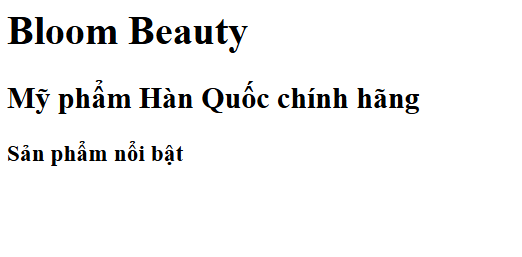 Bloom Beauty
Mỹ phẩm Hàn Quốc chính hãng
Sản phẩm nổi bật